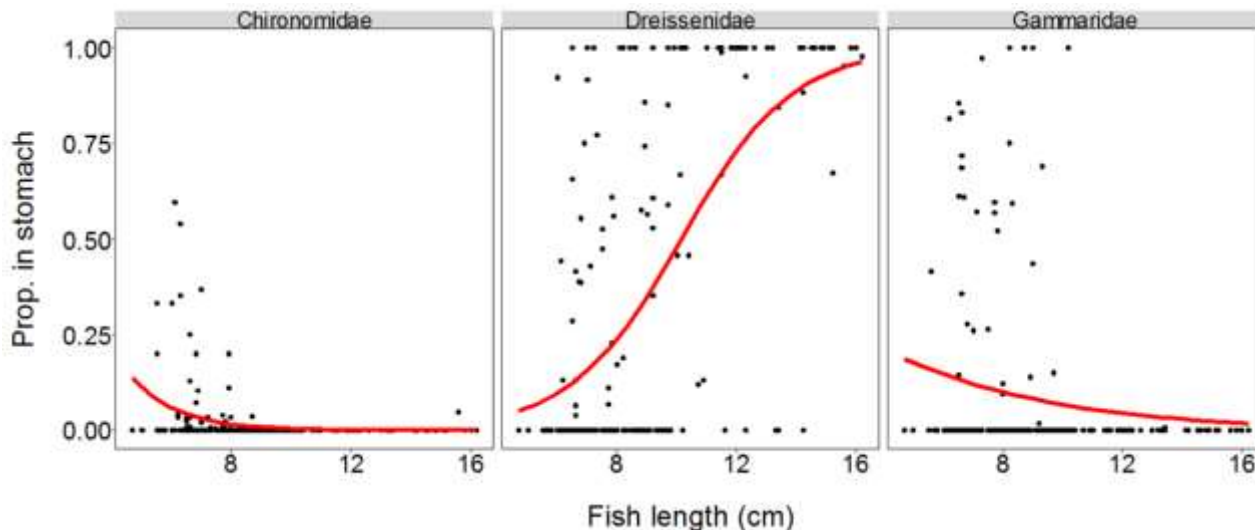 Chironomidae Dreissenidae Gammaridae
1.00
0.75
0.50
0.25
0.00
Prop. in stomach
8 12 16 8 12 16 8 12 16
Fish length (cm)